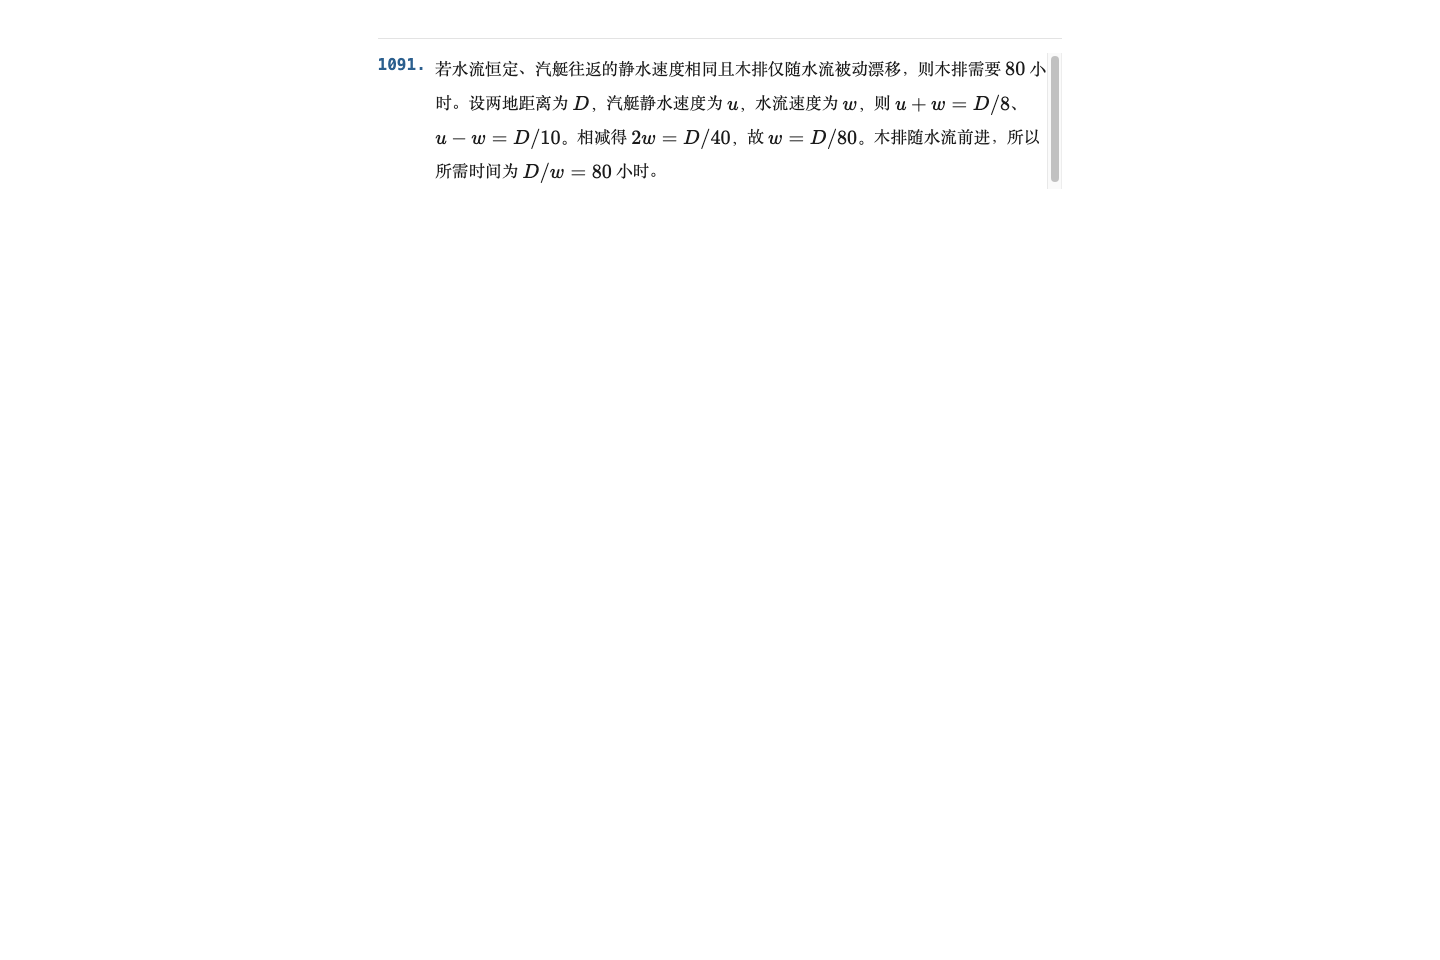 1091. 若水流恒定、汽艇往返的静水速度相同且木排仅随水流被动漂移，则木排需要 80 小
时。设两地距离为 D，汽艇静水速度为 u，水流速度为 w，则 u + w = D/8、
u − w = D/10。相减得 2w = D/40，故 w = D/80。木排随水流前进，所以
所需时间为 D/w = 80 小时。